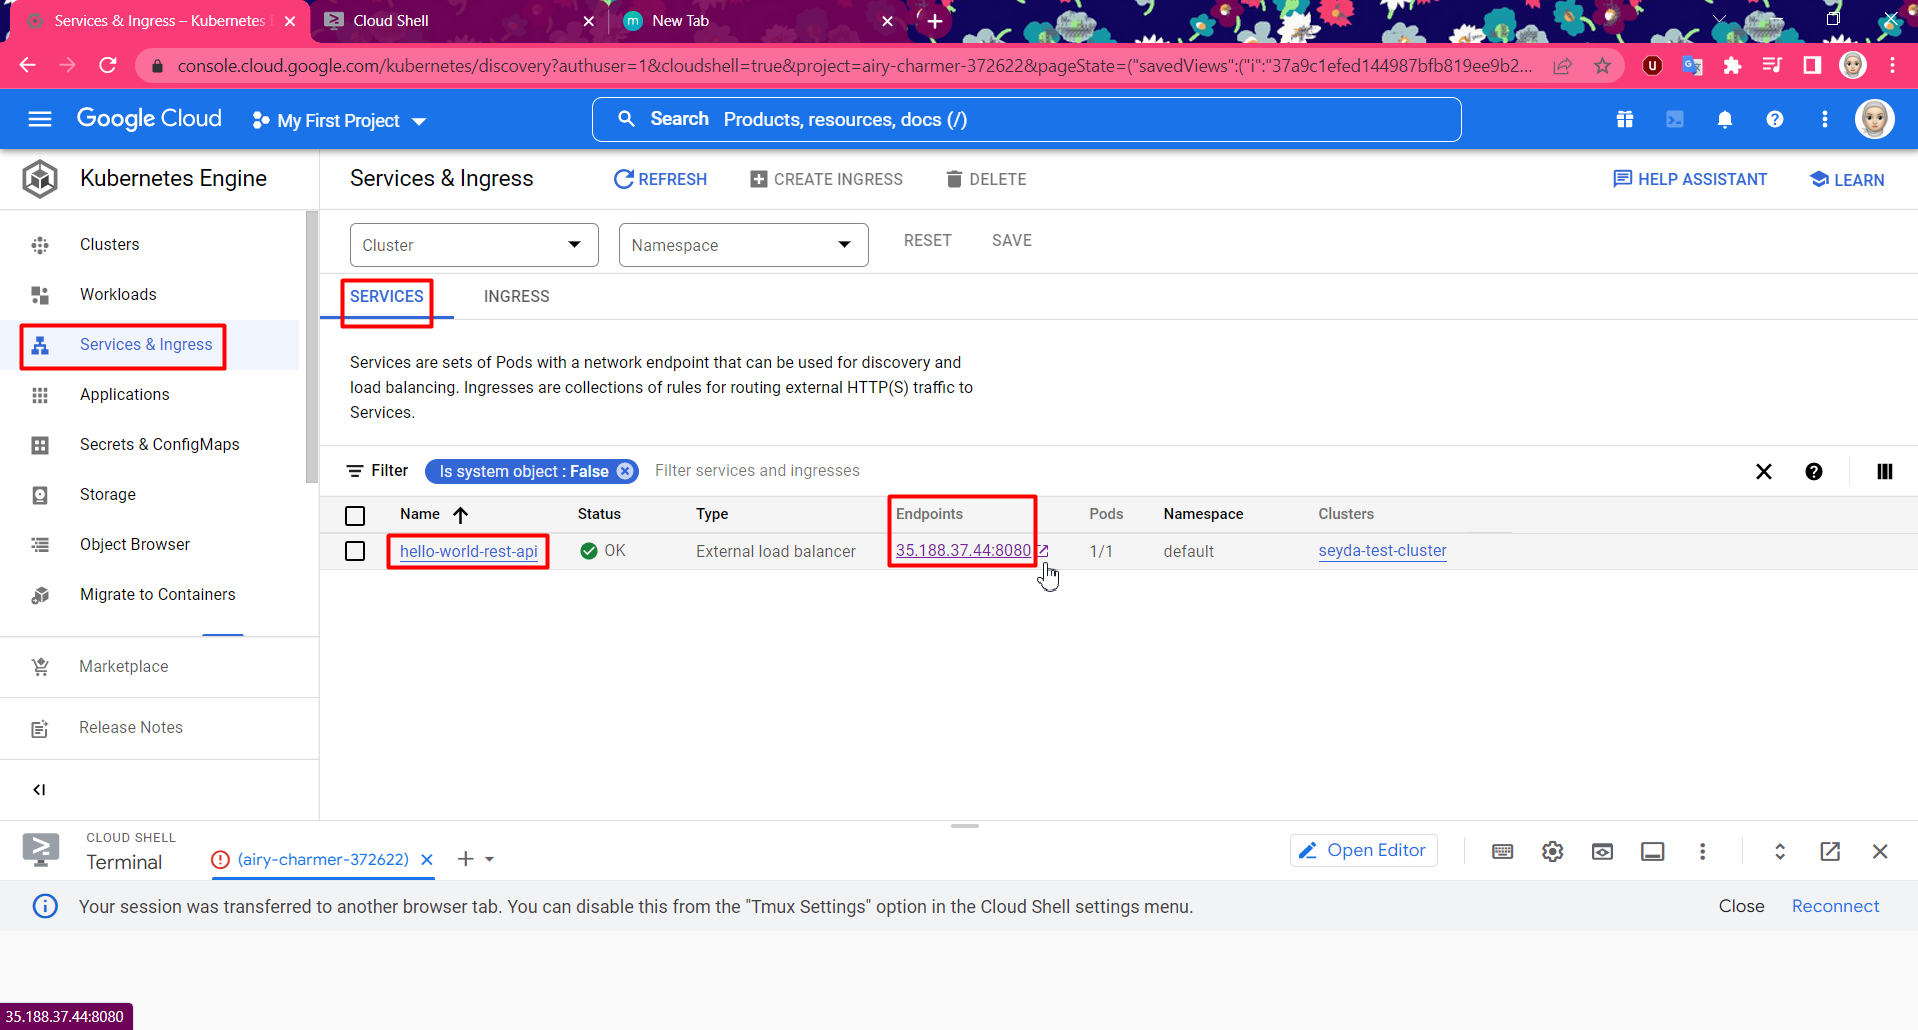 Services & Ingress – Kubernetes
Cloud Shell
New Tab
console.cloud.google.com/kubernetes/discovery?authuser=1&cloudshell=true&project=airy-charmer-372622&pageState=("savedViews":("i":"37a9c1efed144987bfb819ee9b2...
Google Cloud
My First Project
Search Products, resources, docs (/)
Kubernetes Engine
Services & Ingress
REFRESH
CREATE INGRESS
DELETE
HELP ASSISTANT
LEARN
Clusters
Workloads
Services & Ingress
Applications
Secrets & ConfigMaps
Storage
Object Browser
Migrate to Containers
Marketplace
Release Notes
Cluster
Namespace
RESET
SAVE
SERVICES
INGRESS
Services are sets of Pods with a network endpoint that can be used for discovery and
load balancing. Ingresses are collections of rules for routing external HTTP(S) traffic to
Services.
Filter
Is system object : False
Filter services and ingresses
Name Status Type Endpoints Pods Namespace Clusters
hello-world-rest-api OK External load balancer 35.188.37.44:8080 1/1 default seyda-test-cluster
CLOUD SHELL
Terminal
(airy-charmer-372622)
Open Editor
Your session was transferred to another browser tab. You can disable this from the "Tmux Settings" option in the Cloud Shell settings menu.
Close
Reconnect
35.188.37.44:8080